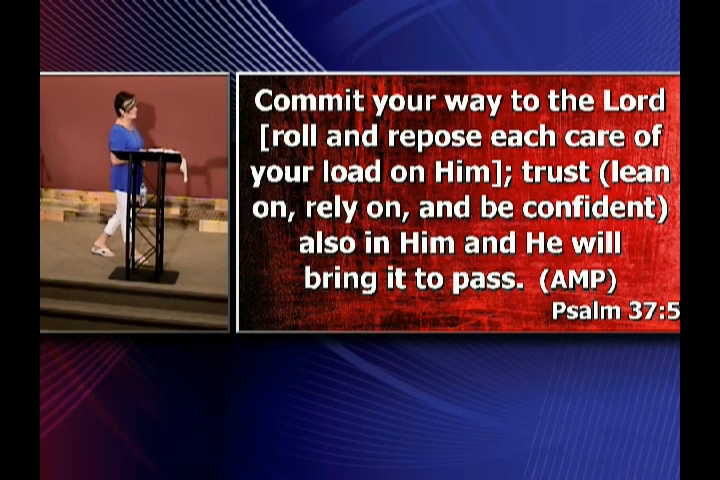 Commit your way to the Lord
[roll and repose each care of
your load on Him]; trust (lean
on, rely on, and be confident)
also in Him and He will
bring it to pass. (AMP)
Psalm 37:5